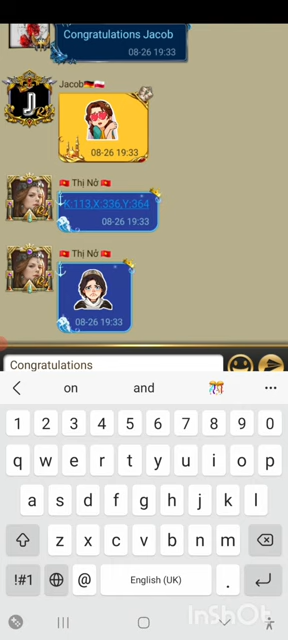 Congratulations Jacob
08-26 19:33
Jacob🇩🇪🇵🇱
08-26 19:33
🇻🇳 Thị Nở 🇻🇳
K:113,X:336,Y:364
08-26 19:33
🇻🇳 Thị Nở 🇻🇳
08-26 19:33
Congratulations
on and 🎊
1 2 3 4 5 6 7 8 9 0
q w e r t y u i o p
a s d f g h j k l
z x c v b n m
!#1 @ English (UK) .
InShOt